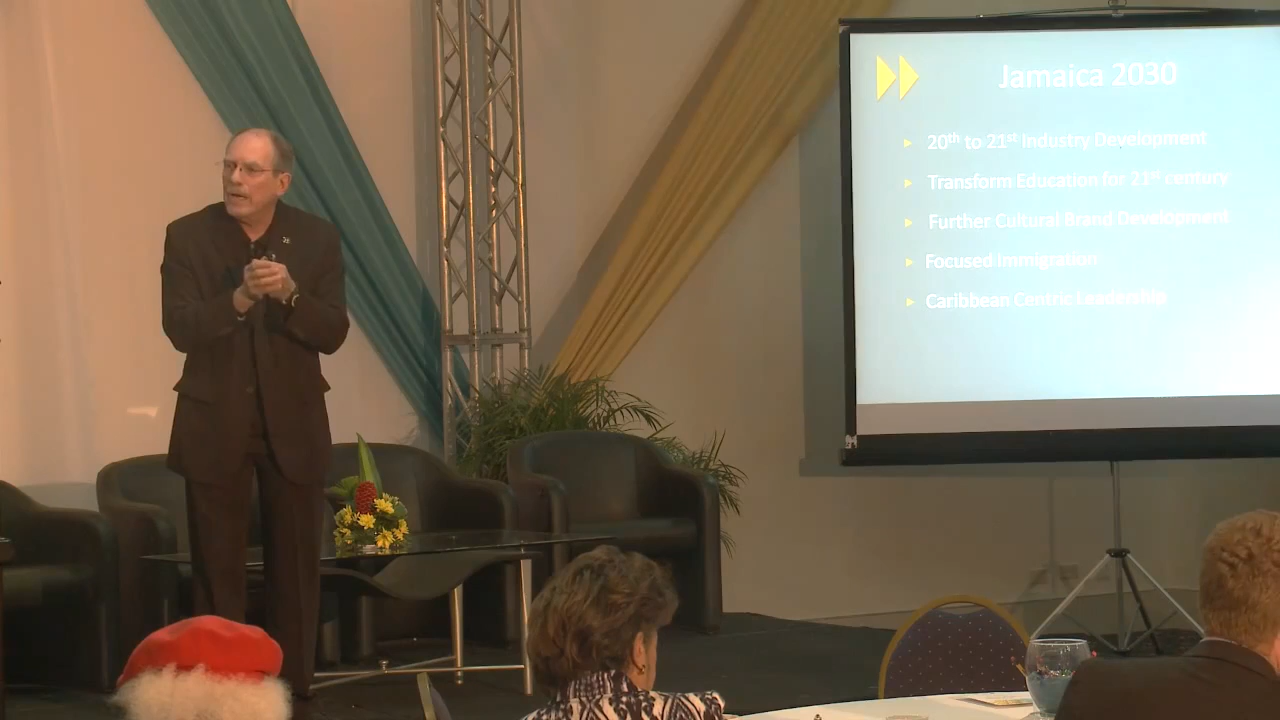 Jamaica 2030
20th to 21st Industry Development
Transform Education for 21st century
Further Cultural Brand Development
Focused Immigration
Caribbean Centric Leadership